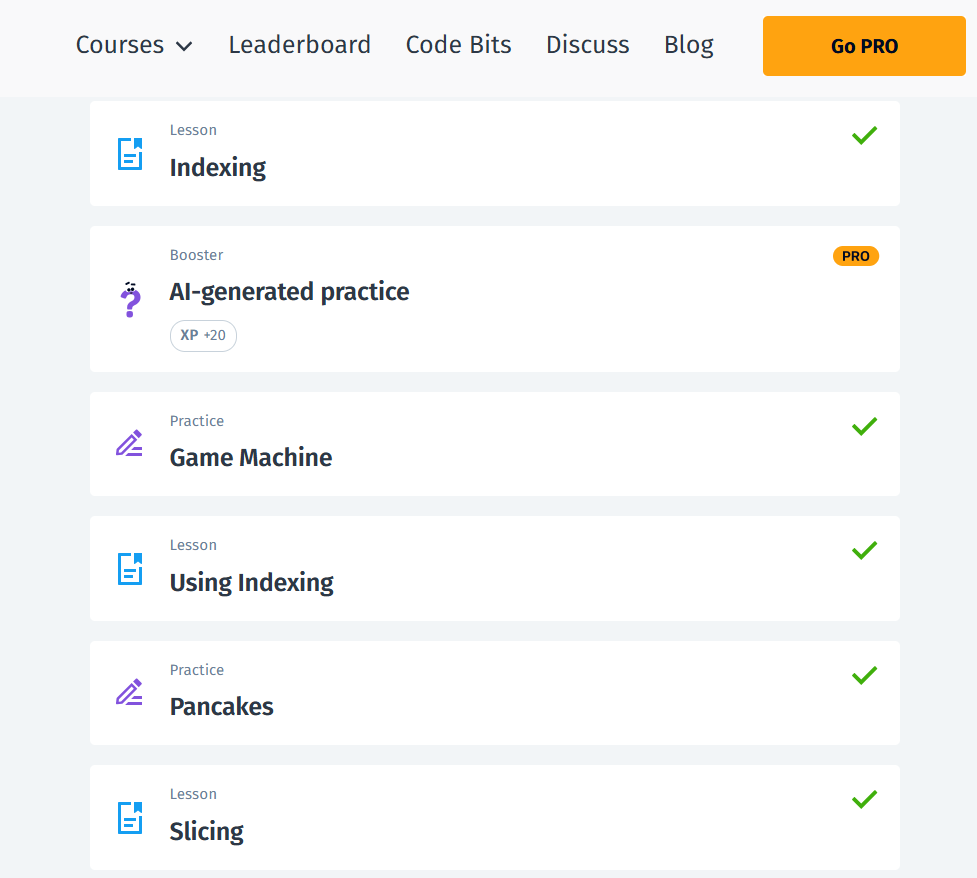 Courses Leaderboard Code Bits Discuss Blog Go PRO
Lesson
Indexing
Booster
PRO
AI-generated practice
XP +20
Practice
Game Machine
Lesson
Using Indexing
Practice
Pancakes
Lesson
Slicing